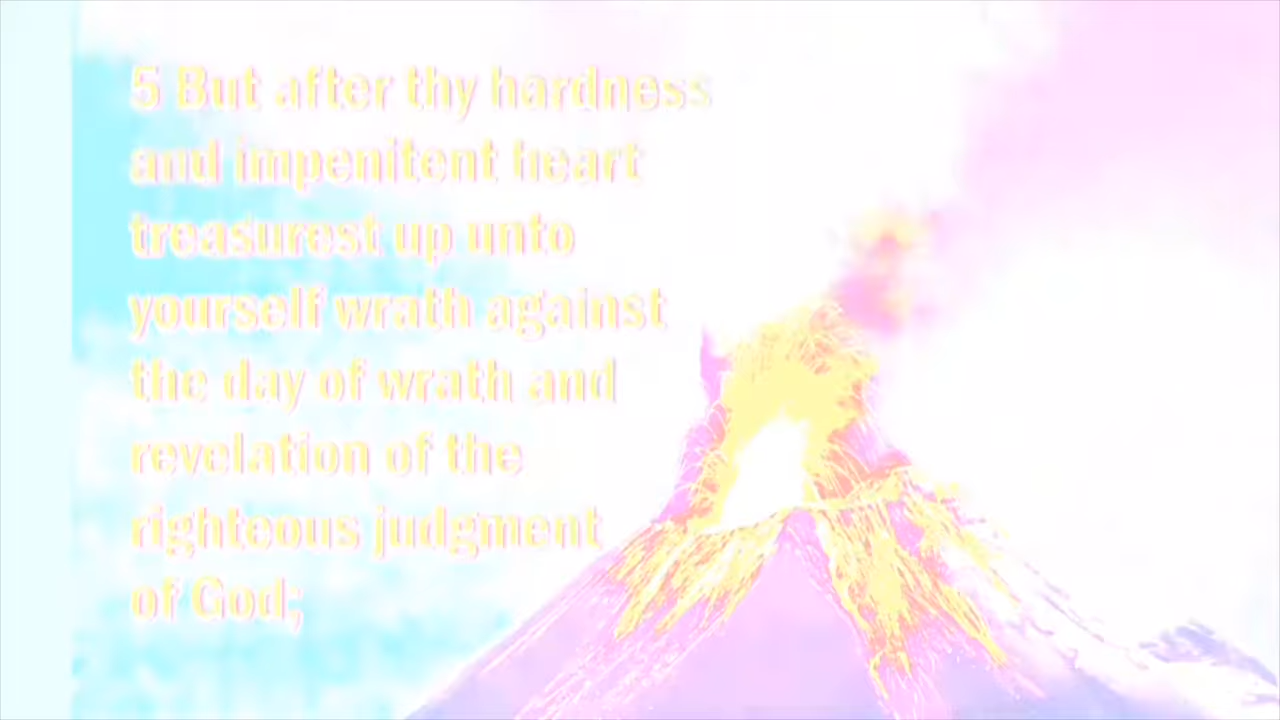 5 But after thy hardness
and impenitent heart
treasurest up unto
yourself wrath against
the day of wrath and
revelation of the
righteous judgment
of God;